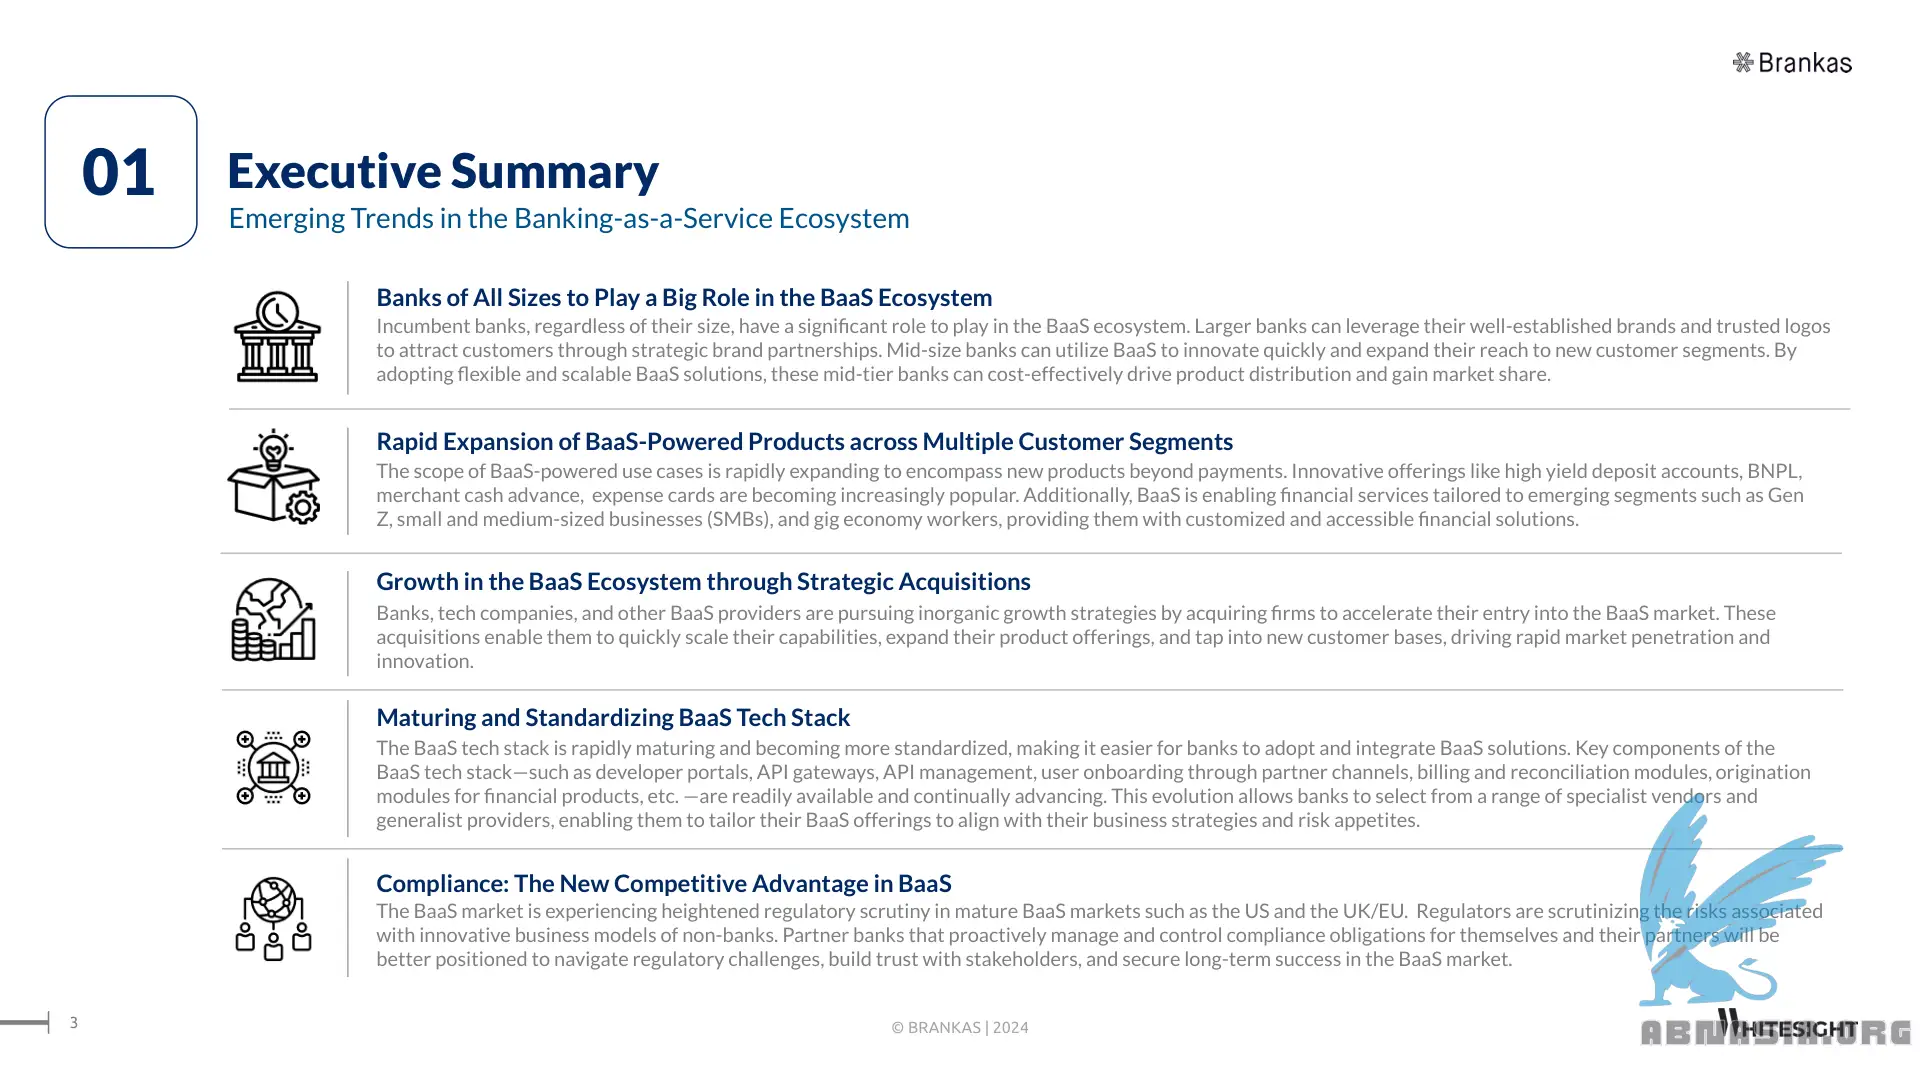 Brankas
01
Executive Summary
Emerging Trends in the Banking-as-a-Service Ecosystem
Banks of All Sizes to Play a Big Role in the BaaS Ecosystem
Incumbent banks, regardless of their size, have a significant role to play in the BaaS ecosystem. Larger banks can leverage their well-established brands and trusted logos
to attract customers through strategic brand partnerships. Mid-size banks can utilize BaaS to innovate quickly and expand their reach to new customer segments. By
adopting flexible and scalable BaaS solutions, these mid-tier banks can cost-effectively drive product distribution and gain market share.
Rapid Expansion of BaaS-Powered Products across Multiple Customer Segments
The scope of BaaS-powered use cases is rapidly expanding to encompass new products beyond payments. Innovative offerings like high yield deposit accounts, BNPL,
merchant cash advance,  expense cards are becoming increasingly popular. Additionally, BaaS is enabling financial services tailored to emerging segments such as Gen
Z, small and medium-sized businesses (SMBs), and gig economy workers, providing them with customized and accessible financial solutions.
Growth in the BaaS Ecosystem through Strategic Acquisitions
Banks, tech companies, and other BaaS providers are pursuing inorganic growth strategies by acquiring firms to accelerate their entry into the BaaS market. These
acquisitions enable them to quickly scale their capabilities, expand their product offerings, and tap into new customer bases, driving rapid market penetration and
innovation.
Maturing and Standardizing BaaS Tech Stack
The BaaS tech stack is rapidly maturing and becoming more standardized, making it easier for banks to adopt and integrate BaaS solutions. Key components of the
BaaS tech stack—such as developer portals, API gateways, API management, user onboarding through partner channels, billing and reconciliation modules, origination
modules for financial products, etc. —are readily available and continually advancing. This evolution allows banks to select from a range of specialist vendors and
generalist providers, enabling them to tailor their BaaS offerings to align with their business strategies and risk appetites.
Compliance: The New Competitive Advantage in BaaS
The BaaS market is experiencing heightened regulatory scrutiny in mature BaaS markets such as the US and the UK/EU.  Regulators are scrutinizing the risks associated
with innovative business models of non-banks. Partner banks that proactively manage and control compliance obligations for themselves and their partners will be
better positioned to navigate regulatory challenges, build trust with stakeholders, and secure long-term success in the BaaS market.
3
© BRANKAS | 2024
WHITESIGHT
ABNASIA.ORG